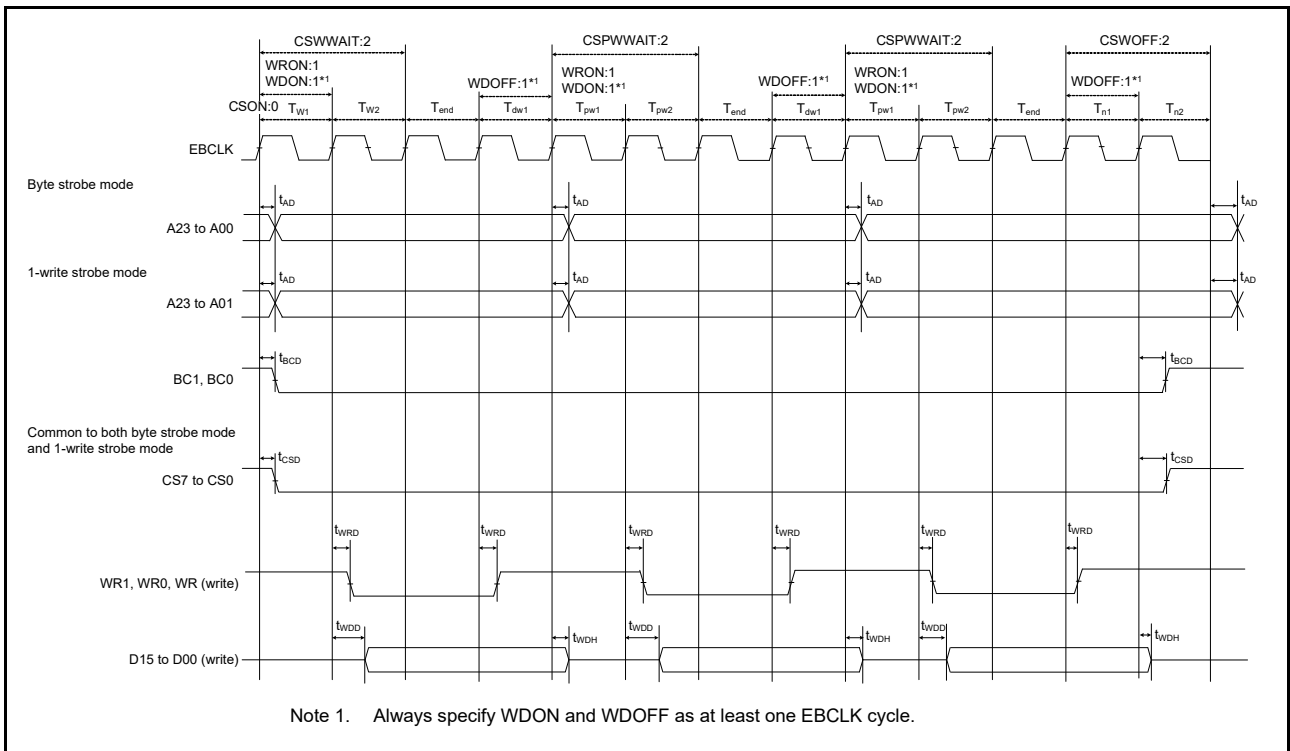 CSWWAIT:2 CSPWWAIT:2 CSPWWAIT:2 CSWOFF:2
WRON:1 WRON:1 WRON:1
WDON:1*1 WDOFF:1*1 WDON:1*1 WDOFF:1*1 WDON:1*1 WDOFF:1*1
CSON:0 TW1 TW2 Tend Tdw1 Tpw1 Tpw2 Tend Tdw1 Tpw1 Tpw2 Tend Tn1 Tn2
EBCLK
Byte strobe mode
tAD tAD tAD tAD
A23 to A00
1-write strobe mode
tAD tAD tAD tAD
A23 to A01
tBCD tBCD
BC1, BC0
Common to both byte strobe mode
and 1-write strobe mode
tCSD tCSD
CS7 to CS0
tWRD tWRD tWRD tWRD tWRD tWRD
WR1, WR0, WR (write)
tWDD tWDH tWDD tWDH tWDD tWDH
D15 to D00 (write)
Note 1. Always specify WDON and WDOFF as at least one EBCLK cycle.